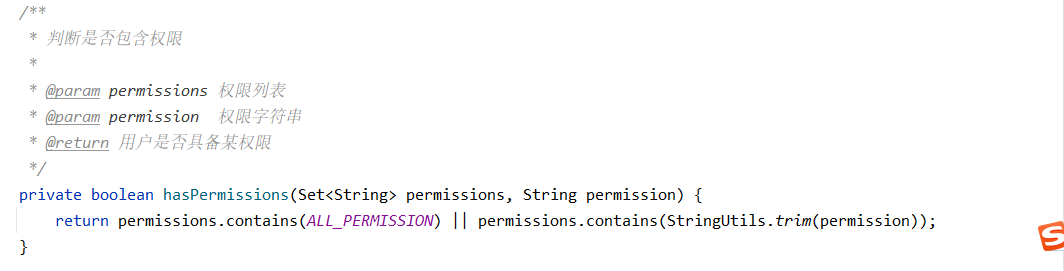 /**
 * 判断是否包含权限
 *
 * @param permissions 权限列表
 * @param permission  权限字符串
 * @return 用户是否具备某权限
 */
private boolean hasPermissions(Set<String> permissions, String permission) {
    return permissions.contains(ALL_PERMISSION) || permissions.contains(StringUtils.trim(permission));
}
S